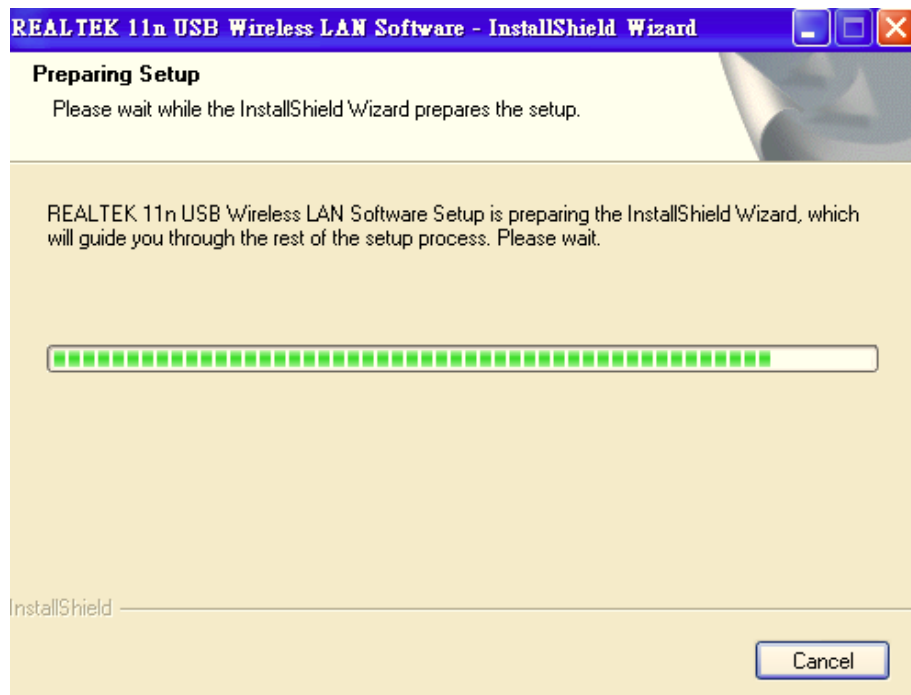 REALTEK 11n USB Wireless LAN Software - InstallShield Wizard
Preparing Setup
Please wait while the InstallShield Wizard prepares the setup.
REALTEK 11n USB Wireless LAN Software Setup is preparing the InstallShield Wizard, which
will guide you through the rest of the setup process. Please wait.
InstallShield
Cancel